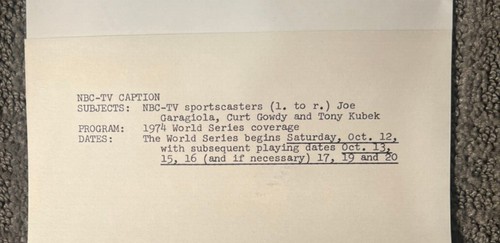 NBC-TV CAPTION
SUBJECTS: NBC-TV sportscasters (l. to r.) Joe
Garagiola, Curt Gowdy and Tony Kubek
PROGRAM: 1974 World Series coverage
DATES: The World Series begins Saturday, Oct. 12,
with subsequent playing dates Oct. 13,
15, 16 (and if necessary) 17, 19 and 20